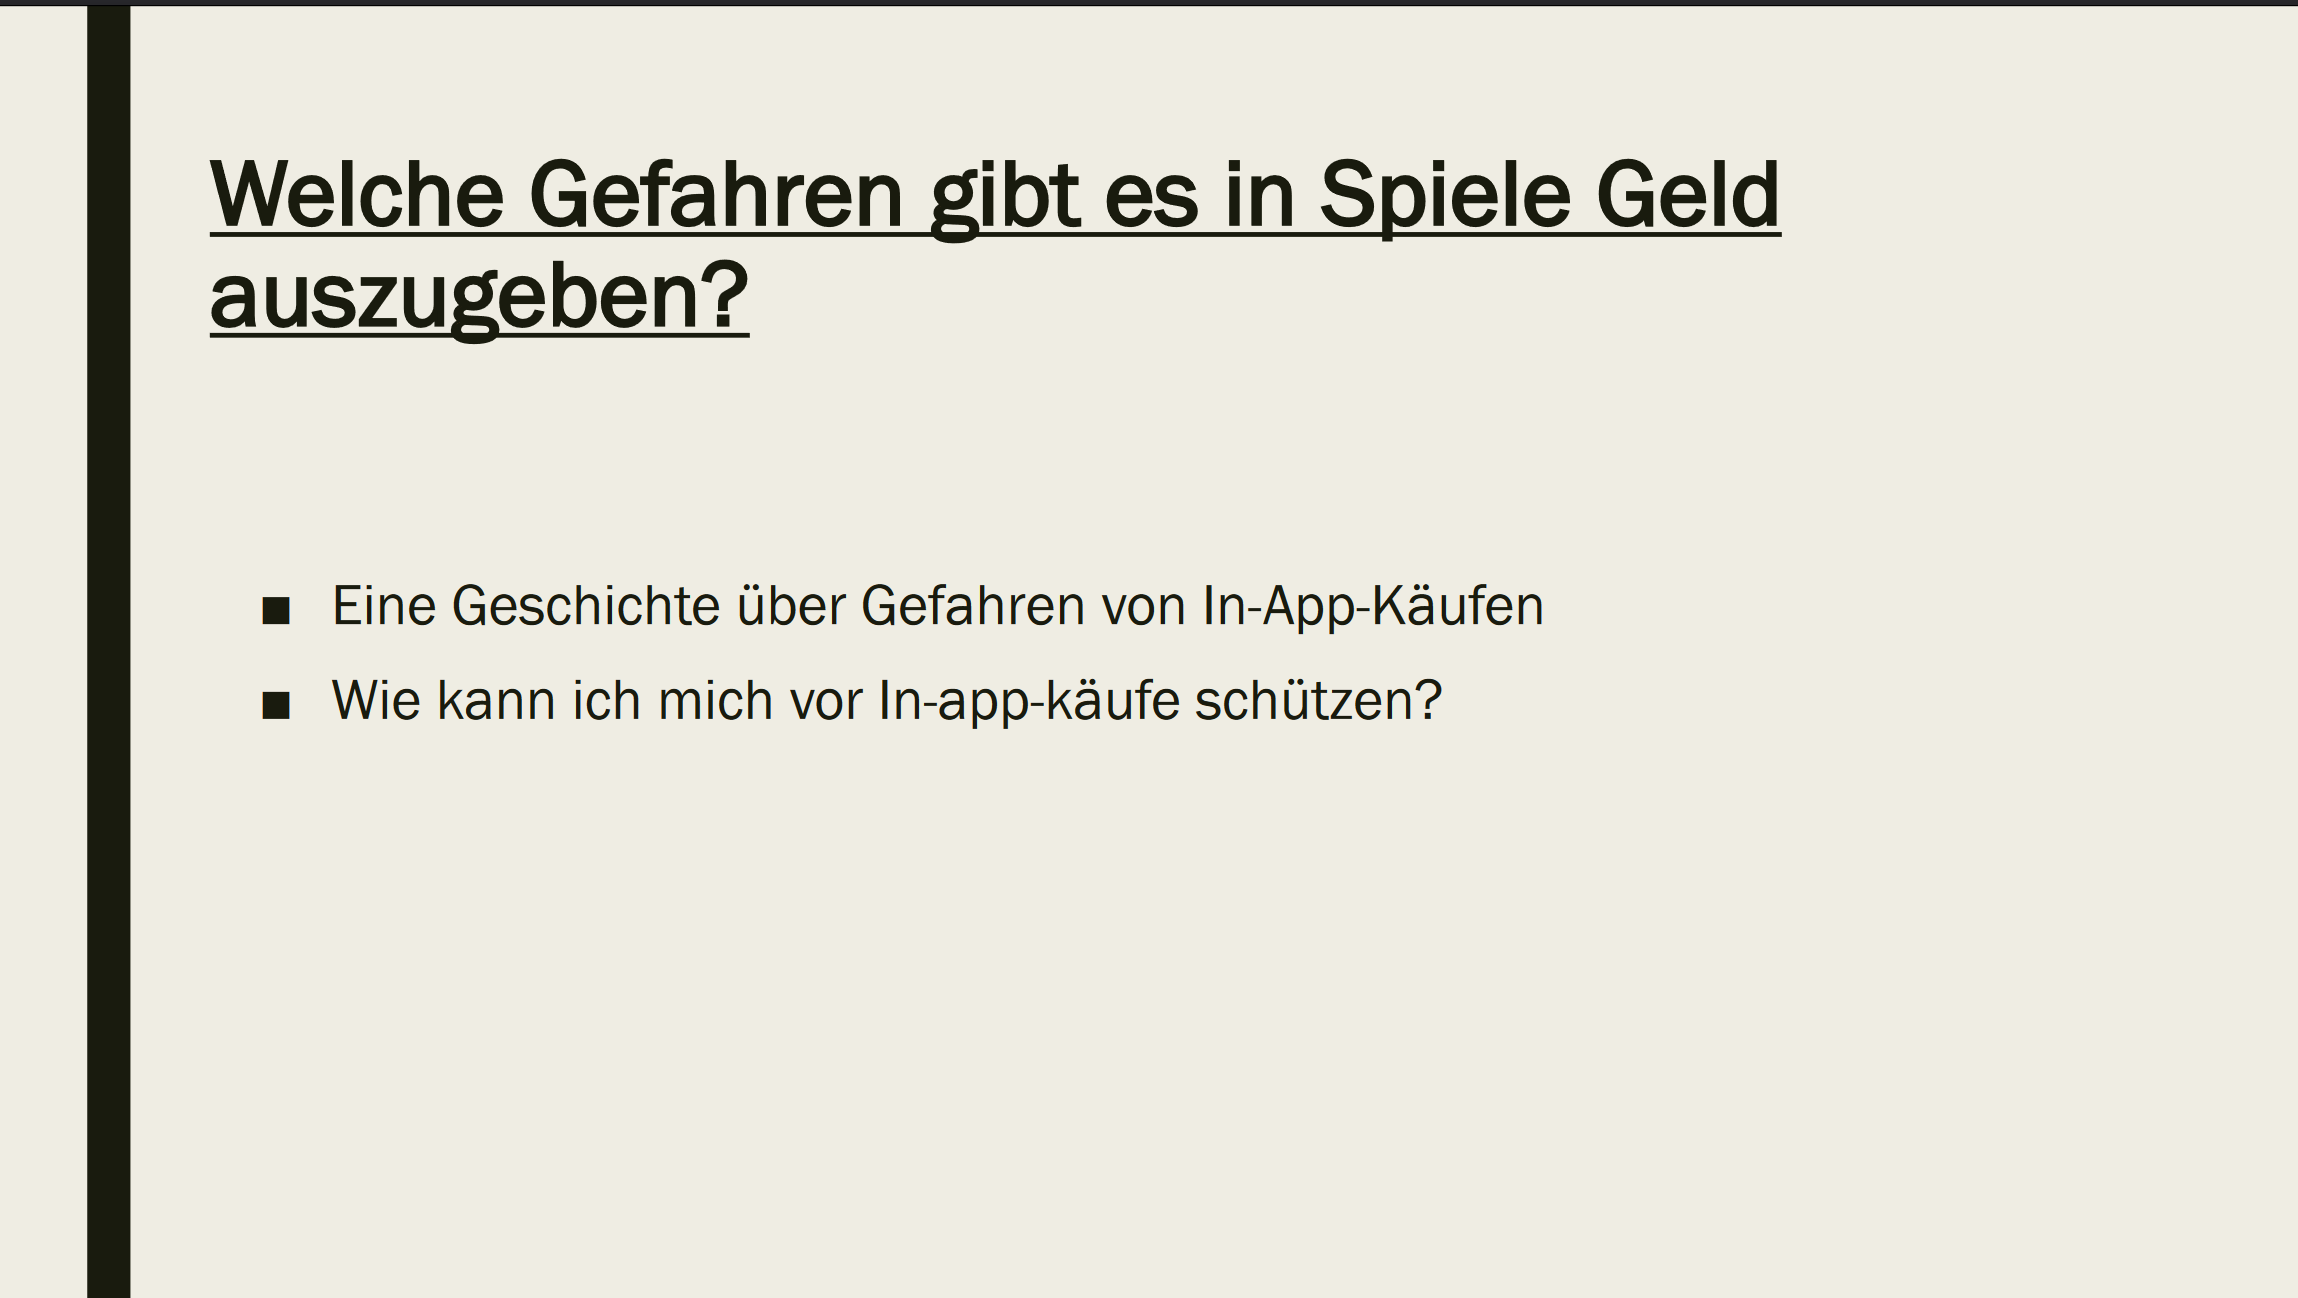 Welche Gefahren gibt es in Spiele Geld
auszugeben?
■ Eine Geschichte über Gefahren von In-App-Käufen
■ Wie kann ich mich vor In-app-käufe schützen?